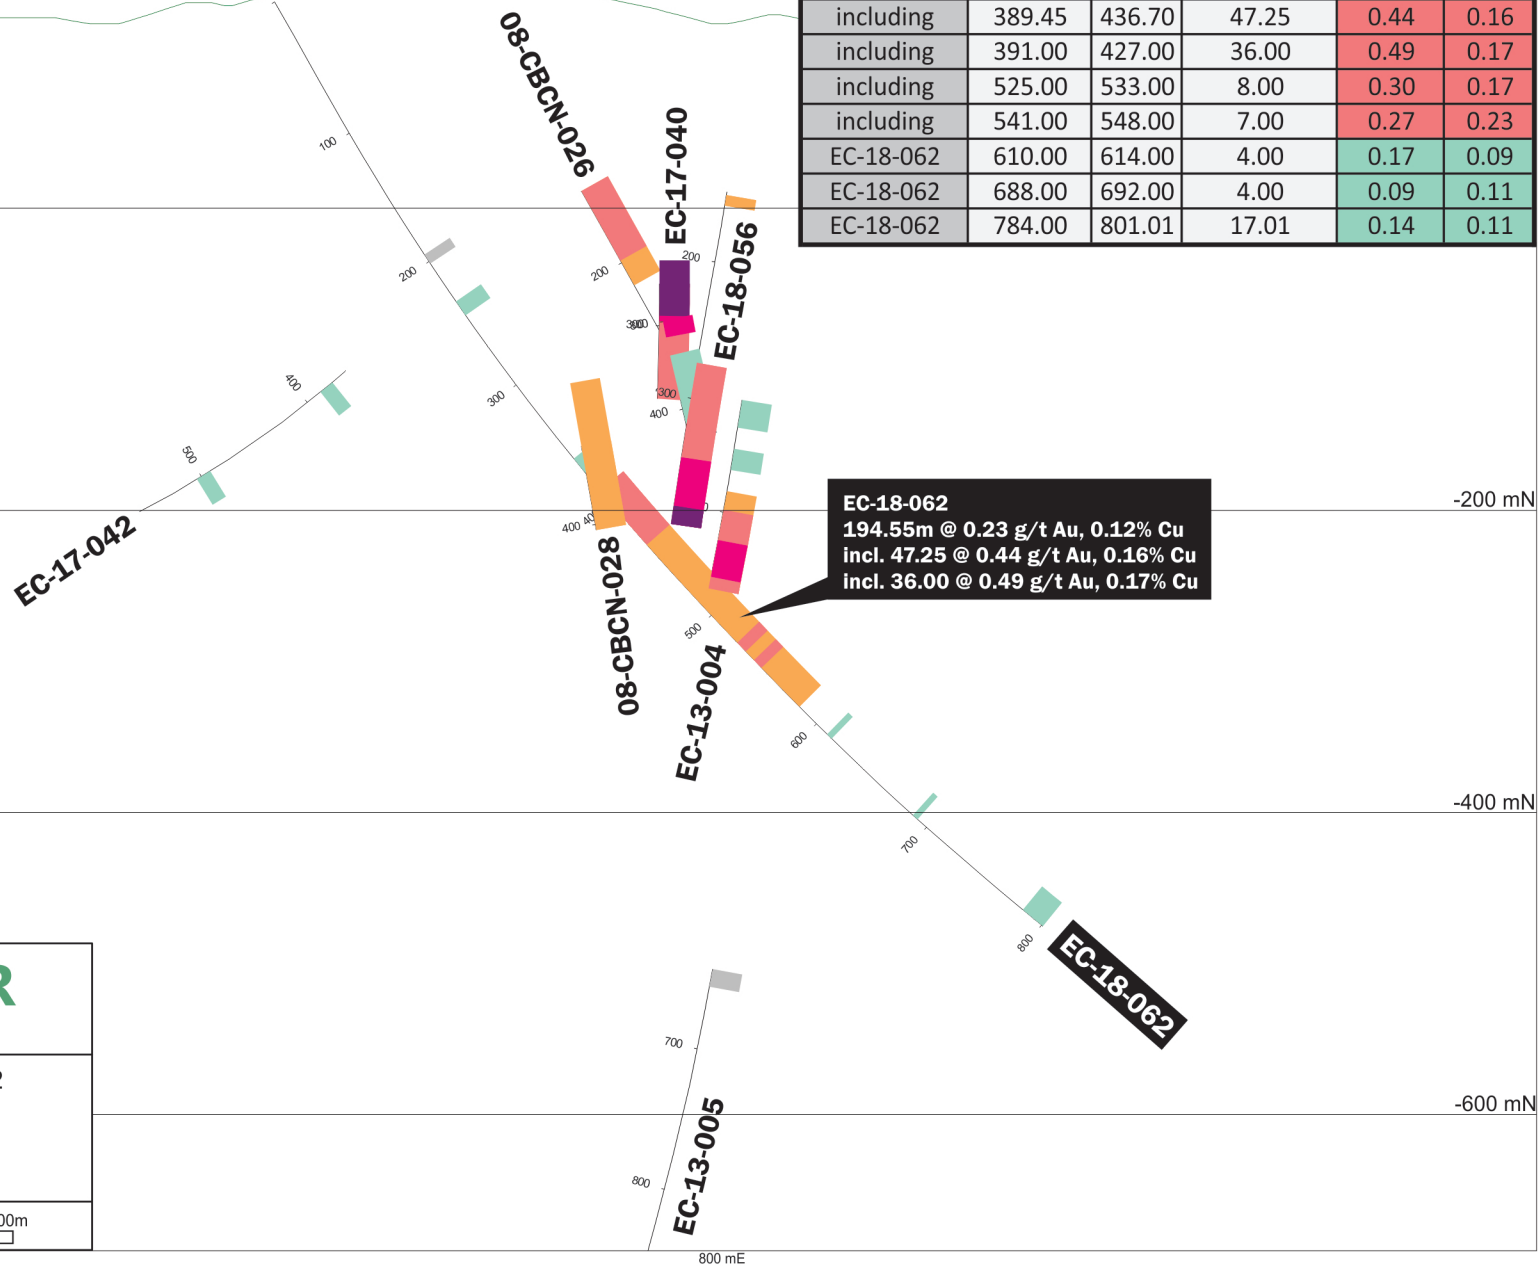 including 389.45 436.70 47.25 0.44 0.16
including 391.00 427.00 36.00 0.49 0.17
including 525.00 533.00 8.00 0.30 0.17
including 541.00 548.00 7.00 0.27 0.23
EC-18-062 610.00 614.00 4.00 0.17 0.09
EC-18-062 688.00 692.00 4.00 0.09 0.11
EC-18-062 784.00 801.01 17.01 0.14 0.11
08-CBCN-026
EC-17-040
EC-18-056
100
200
200
200
300
300
400
300
400
500
400
EC-17-042
08-CBCN-028
EC-13-004
-200 mN
EC-18-062
194.55m @ 0.23 g/t Au, 0.12% Cu
incl. 47.25 @ 0.44 g/t Au, 0.16% Cu
incl. 36.00 @ 0.49 g/t Au, 0.17% Cu
500
600
-400 mN
700
800
EC-18-062
R
700
-600 mN
EC-13-005
800
00m
800 mE